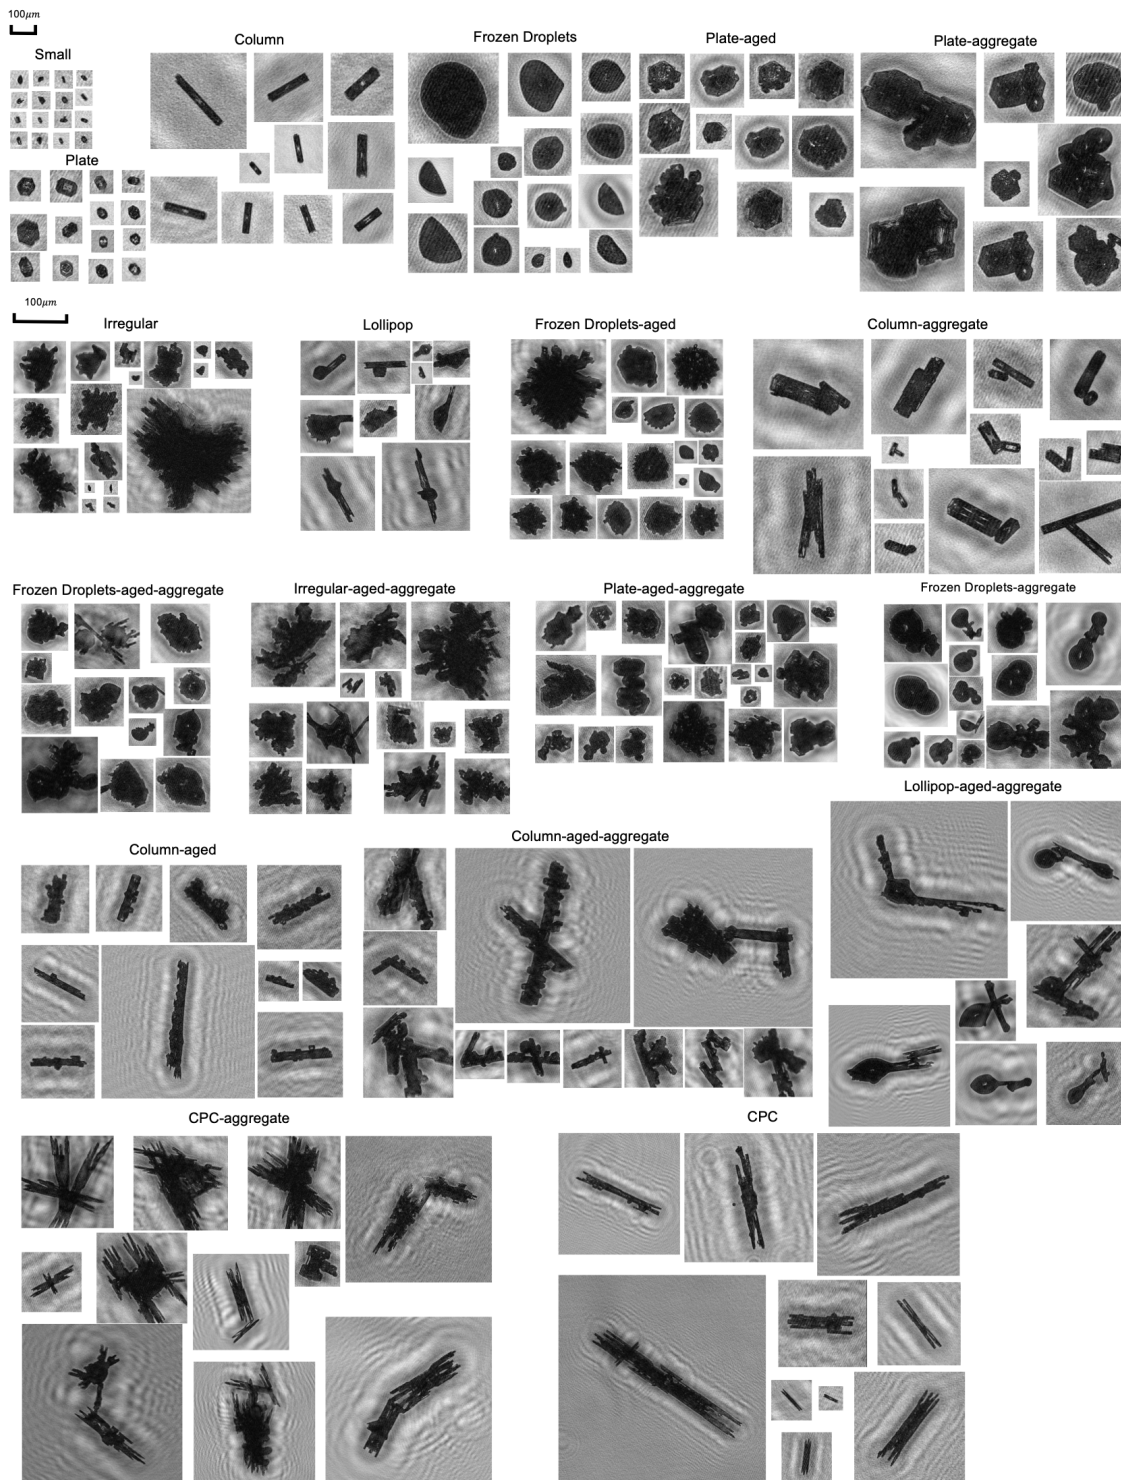 100μm
Small
Column
Frozen Droplets
Plate-aged
Plate-aggregate
Plate
100μm
Irregular
Lollipop
Frozen Droplets-aged
Column-aggregate
Frozen Droplets-aged-aggregate
Irregular-aged-aggregate
Plate-aged-aggregate
Frozen Droplets-aggregate
Lollipop-aged-aggregate
Column-aged
Column-aged-aggregate
CPC-aggregate
CPC